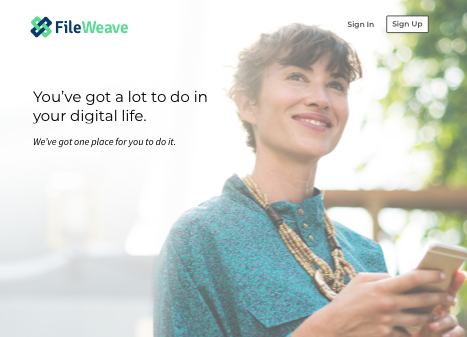 FileWeave
Sign In
Sign Up
You’ve got a lot to do in
your digital life.
We’ve got one place for you to do it.